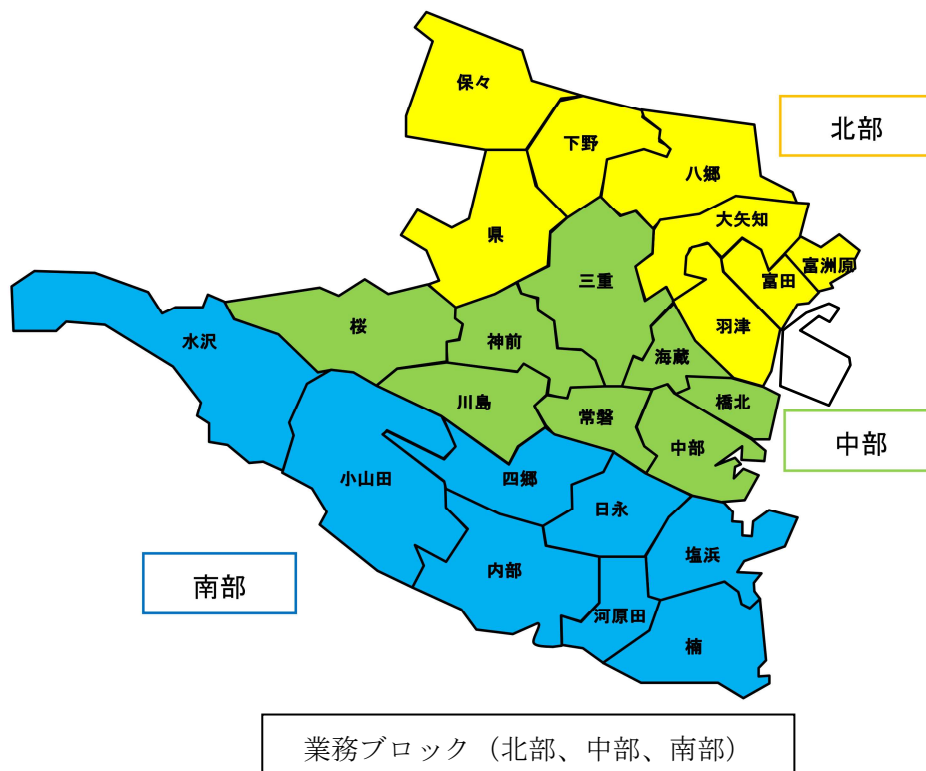 保々
北部
下野
八郷
大矢知
県
富洲原
富田
三重
桜
水沢
神前
羽津
海蔵
川島
橋北
常磐
中部
中部
小山田
四郷
日永
塩浜
内部
南部
河原田
楠
業務ブロック（北部、中部、南部）